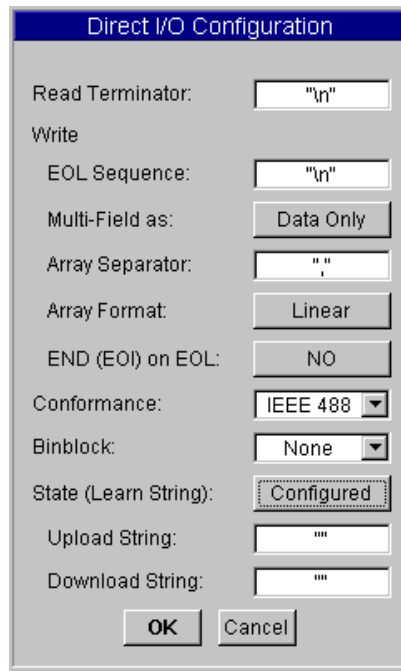 Direct I/O Configuration
Read Terminator: "\n"
Write
EOL Sequence: "\n"
Multi-Field as: Data Only
Array Separator: ","
Array Format: Linear
END (EOI) on EOL: NO
Conformance: IEEE 488
Binblock: None
State (Learn String): Configured
Upload String: ""
Download String: ""
OK Cancel